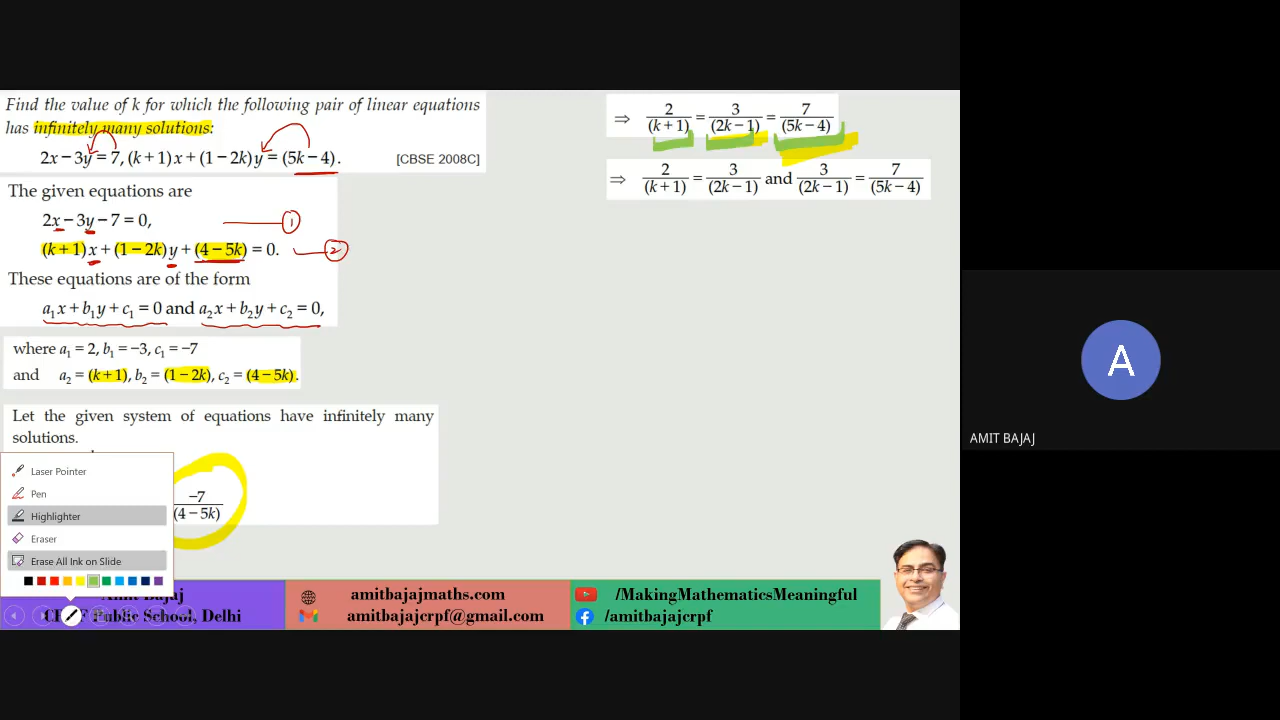 Find the value of k for which the following pair of linear equations
has infinitely many solutions:
2x − 3y = 7, (k + 1) x + (1 − 2k) y = (5k − 4). [CBSE 2008C]
The given equations are
2x − 3y − 7 = 0, 1
(k + 1) x + (1 − 2k) y + (4 − 5k) = 0. 2
These equations are of the form
a₁x + b₁y + c₁ = 0 and a₂x + b₂y + c₂ = 0,
where a₁ = 2, b₁ = −3, c₁ = −7
and a₂ = (k + 1), b₂ = (1 − 2k), c₂ = (4 − 5k).
Let the given system of equations have infinitely many
solutions.
−7/(4 − 5k)
Laser Pointer
Pen
Highlighter
Eraser
Erase All Ink on Slide
⇒ 2/(k + 1) = 3/(2k − 1) = 7/(5k − 4)
⇒ 2/(k + 1) = 3/(2k − 1) and 3/(2k − 1) = 7/(5k − 4)
Bajaj
Public School, Delhi
amitbajajmaths.com
amitbajajcrpf@gmail.com
/MakingMathematicsMeaningful
/amitbajajcrpf
A
AMIT BAJAJ